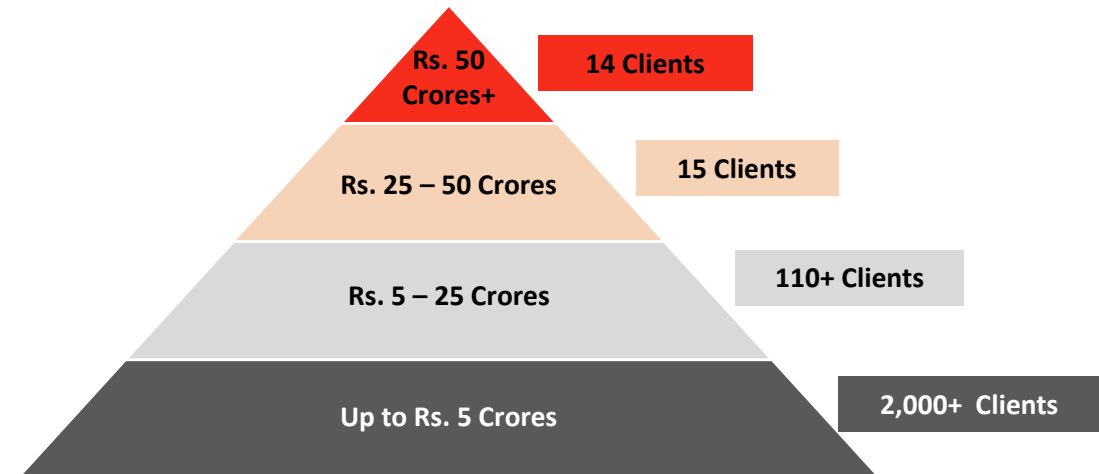 Rs. 50
Crores+
14 Clients
Rs. 25 – 50 Crores
15 Clients
Rs. 5 – 25 Crores
110+ Clients
Up to Rs. 5 Crores
2,000+ Clients